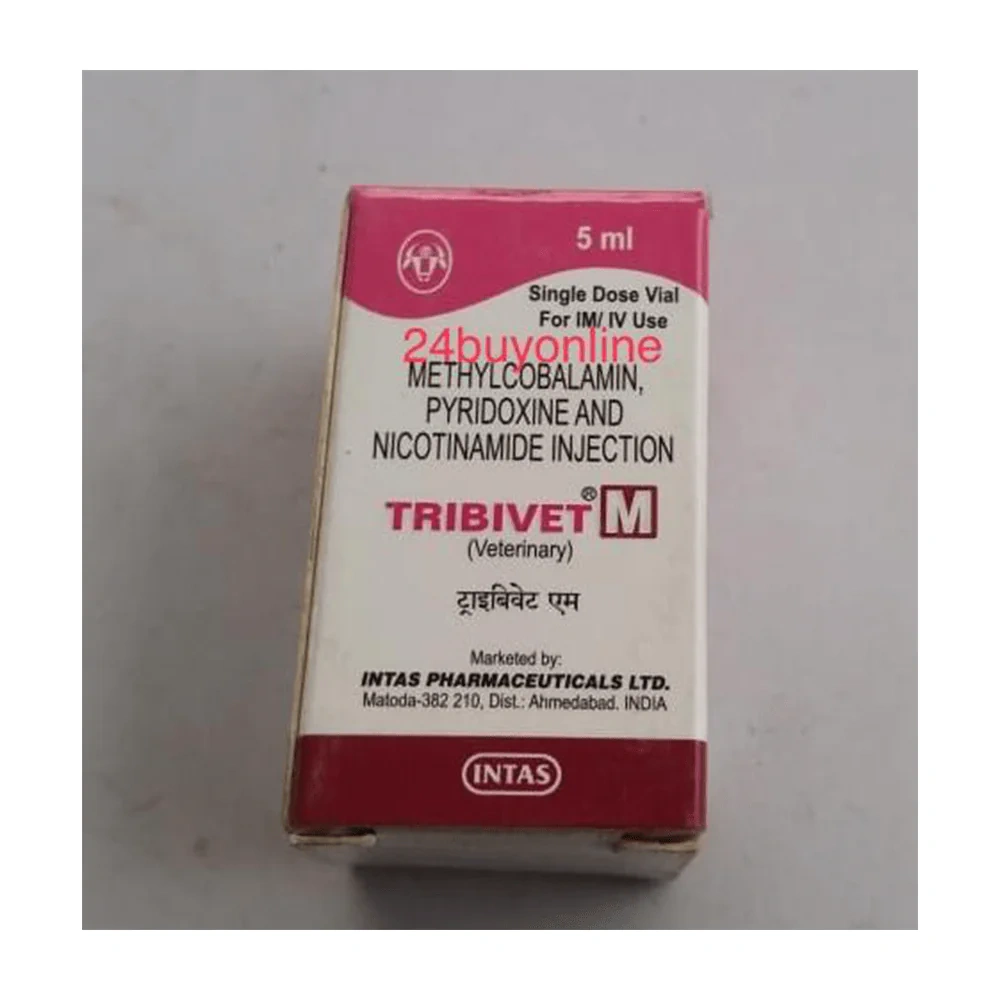 5 ml
Single Dose Vial
For IM/ IV Use
24buyonline
METHYLCOBALAMIN,
PYRIDOXINE AND
NICOTINAMIDE INJECTION
TRIBIVET® M
(Veterinary)
ट्राइबिवेट एम
Marketed by:
INTAS PHARMACEUTICALS LTD.
Matoda-382 210, Dist.: Ahmedabad. INDIA
INTAS